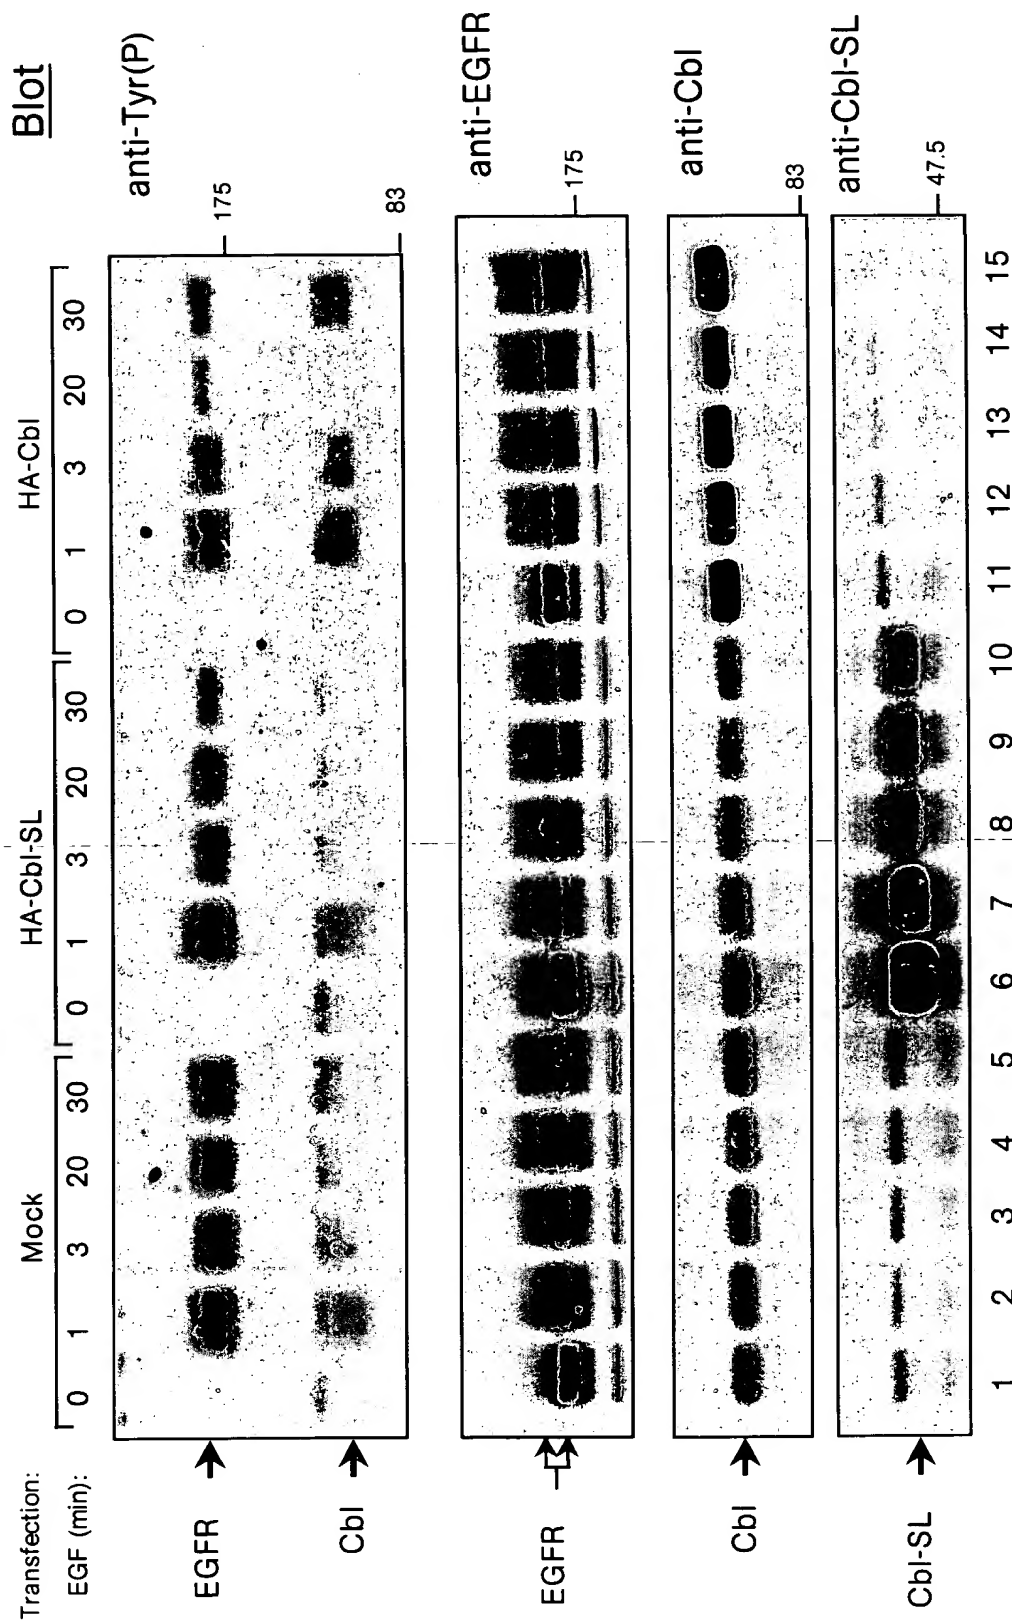 Blot
Transfection: Mock HA-Cbl-SL HA-Cbl
EGF (min): 0 1 3 20 30 0 1 3 20 30 0 1 3 20 30
anti-Tyr(P)
EGFR
175
Cbl
83
anti-EGFR
EGFR
175
anti-Cbl
Cbl
83
anti-Cbl-SL
Cbl-SL
47.5
1 2 3 4 5 6 7 8 9 10 11 12 13 14 15